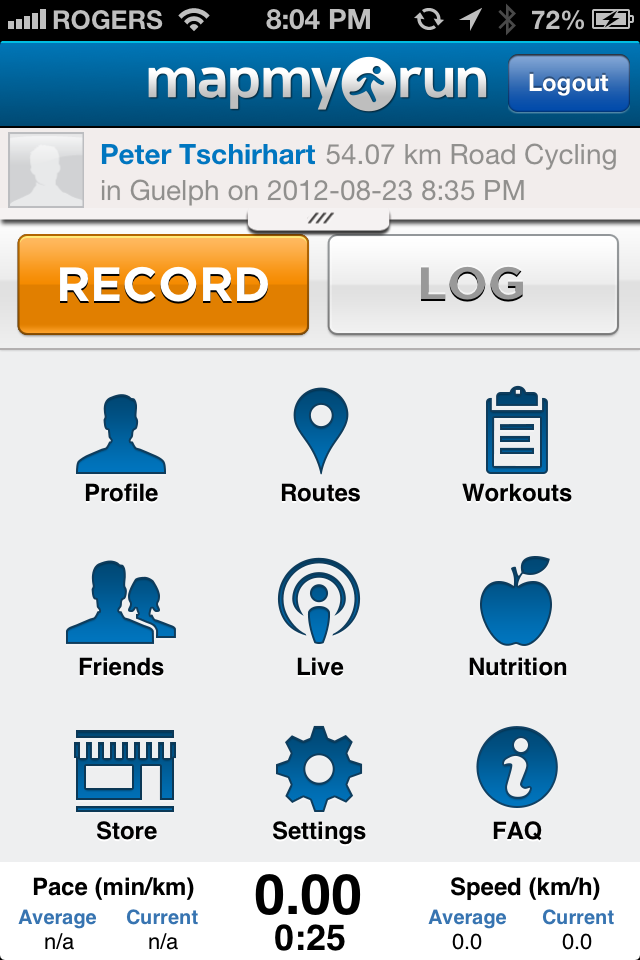 ROGERS 8:04 PM 72%
mapmyrun Logout
Peter Tschirhart 54.07 km Road Cycling
in Guelph on 2012-08-23 8:35 PM
RECORD LOG
Profile Routes Workouts
Friends Live Nutrition
Store Settings FAQ
Pace (min/km) 0.00 Speed (km/h)
Average Current Average Current
n/a n/a 0:25 0.0 0.0